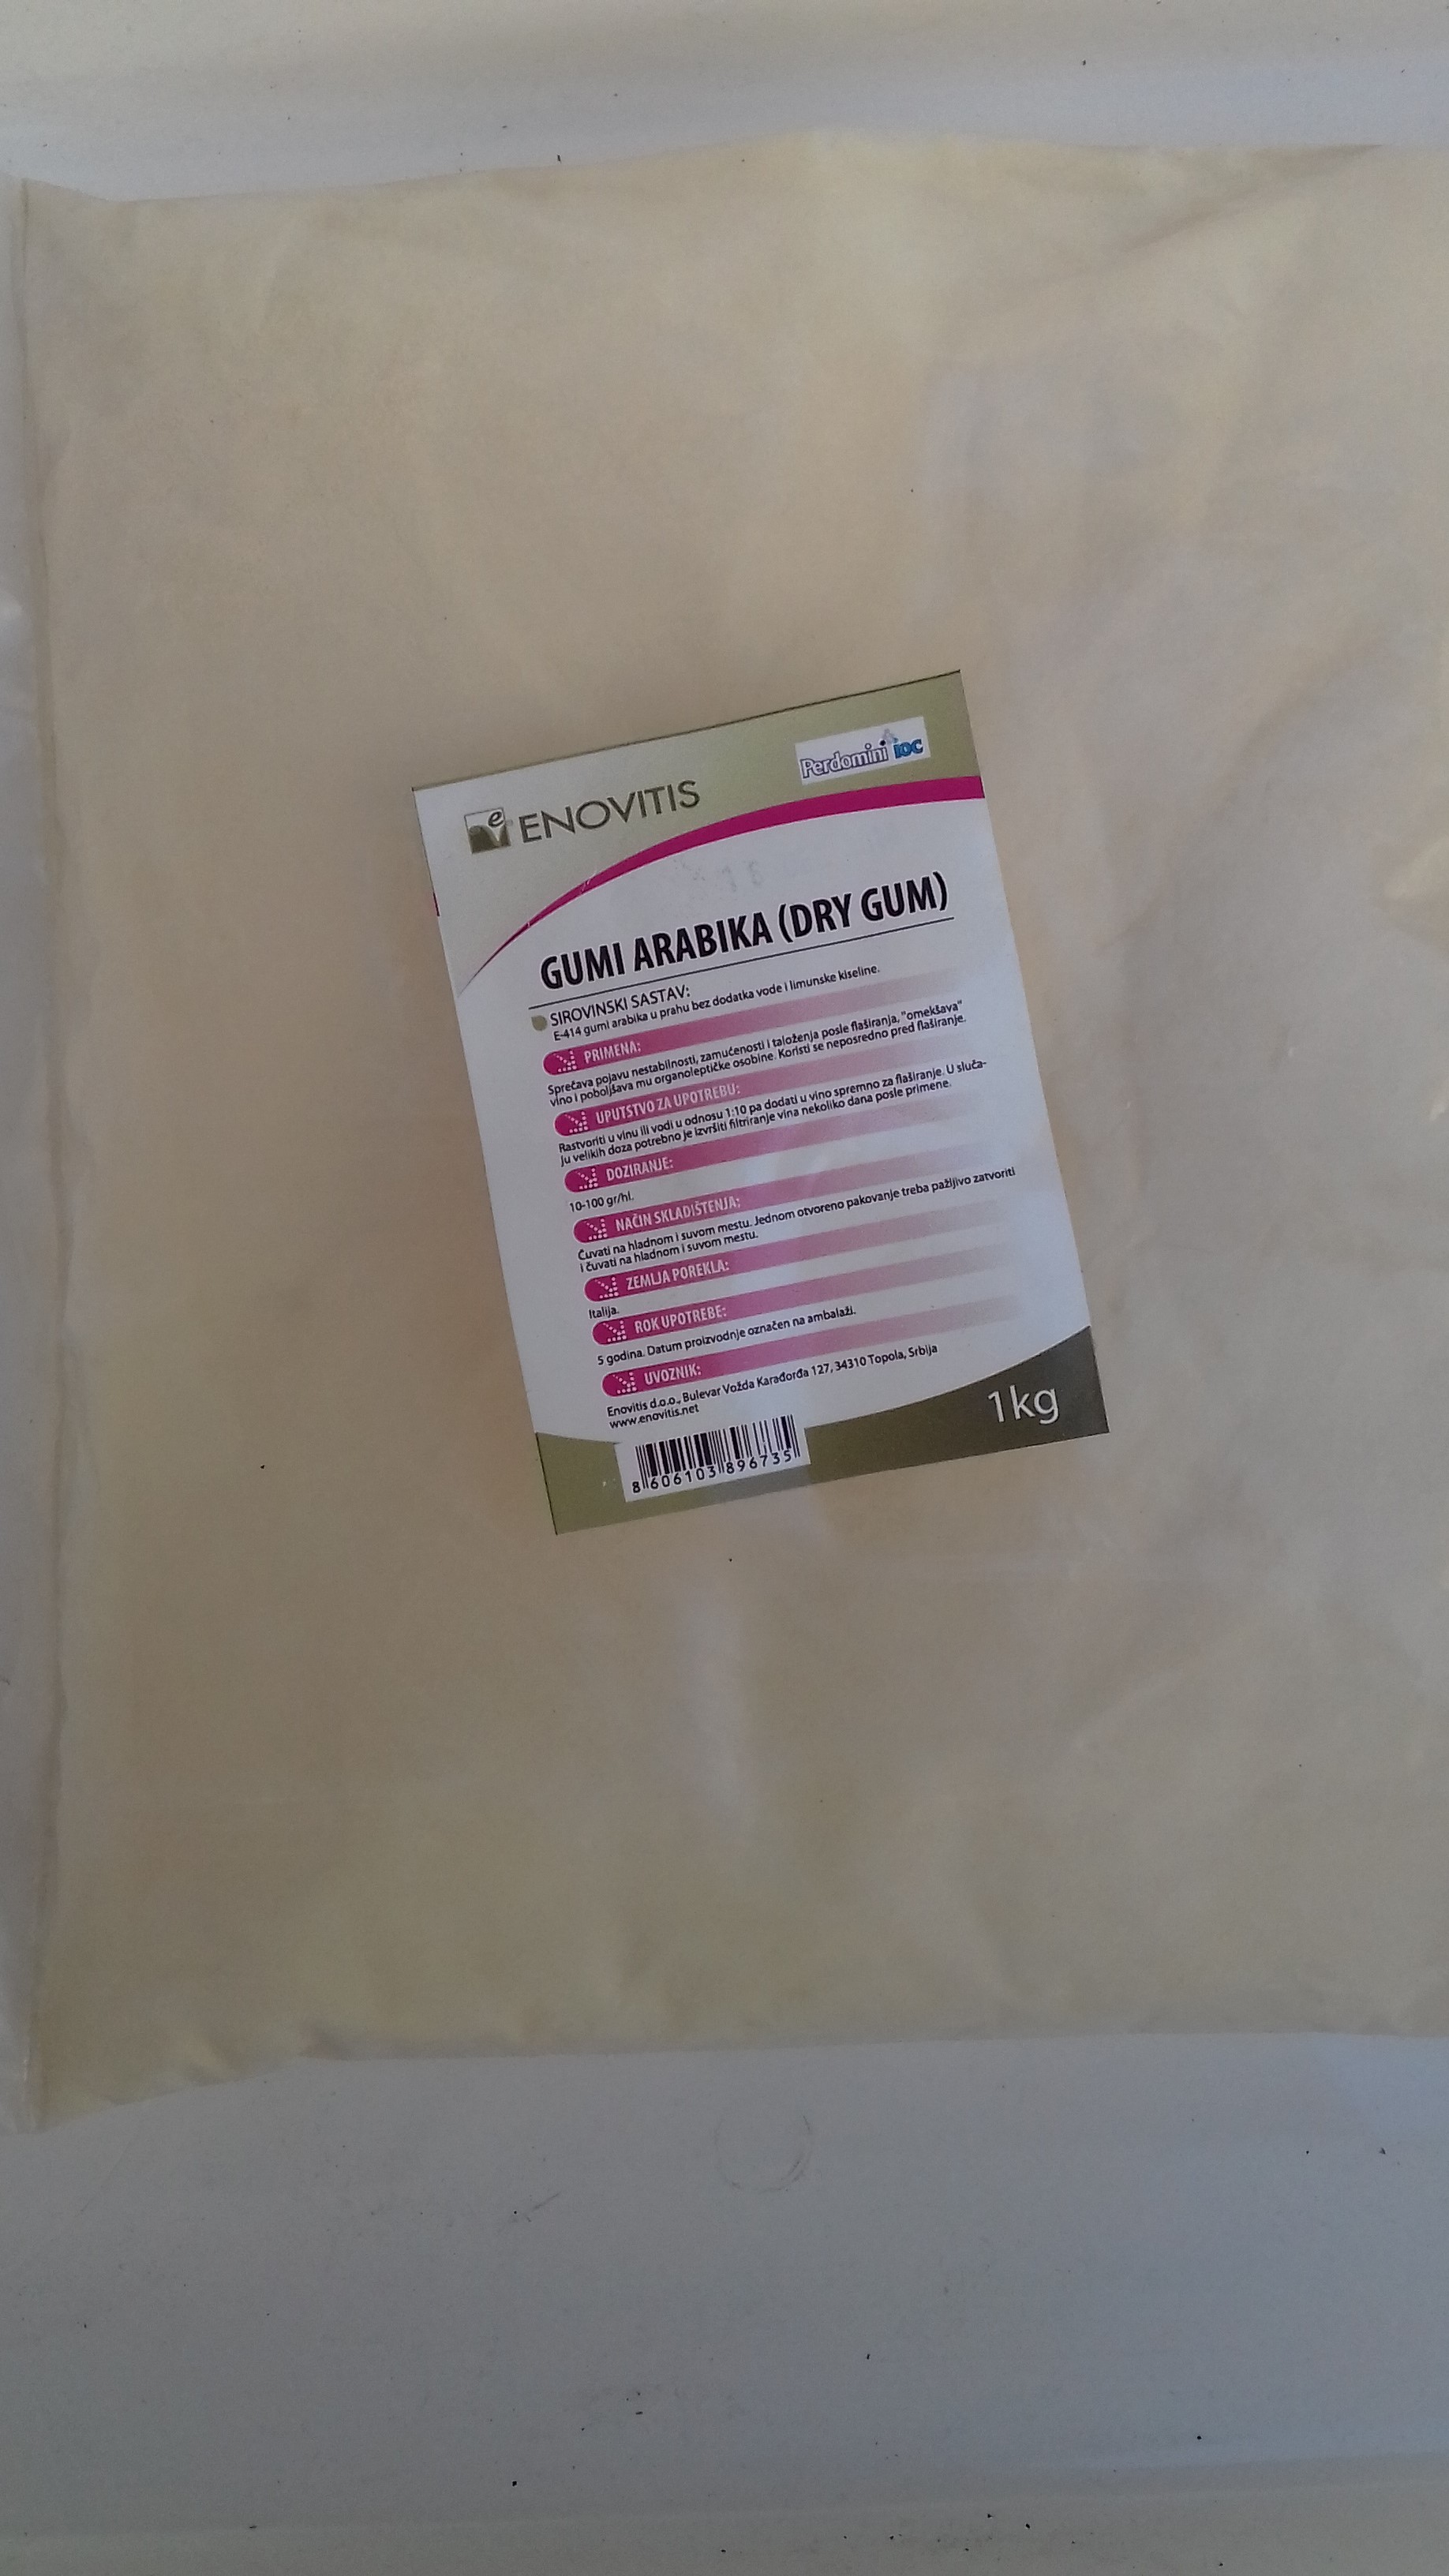 ENOVITIS
Perdomini IOC
GUMI ARABIKA (DRY GUM)
SIROVINSKI SASTAV:
E-414 gumi arabika u prahu bez dodatka vode i limunske kiseline.
PRIMENA:
Sprečava pojavu nestabilnosti, zamućenosti i taloženja posle flaširanja, "omekšava"
vino i poboljšava mu organoleptičke osobine. Koristi se neposredno pred flaširanje.
UPUTSTVO ZA UPOTREBU:
Rastvoriti u vinu ili vodi u odnosu 1:10 pa dodati u vino spremno za flaširanje. U sluča-
ju velikih doza potrebno je izvršiti filtriranje vina nekoliko dana posle primene.
DOZIRANJE:
10-100 gr/hl.
NAČIN SKLADIŠTENJA:
Čuvati na hladnom i suvom mestu. Jednom otvoreno pakovanje treba pažljivo zatvoriti
i čuvati na hladnom i suvom mestu.
ZEMLJA POREKLA:
Italija.
ROK UPOTREBE:
5 godina. Datum proizvodnje označen na ambalaži.
UVOZNIK:
Enovitis d.o.o., Bulevar Vožda Karađorđa 127, 34310 Topola, Srbija
www.enovitis.net
1kg
8 606103 896735